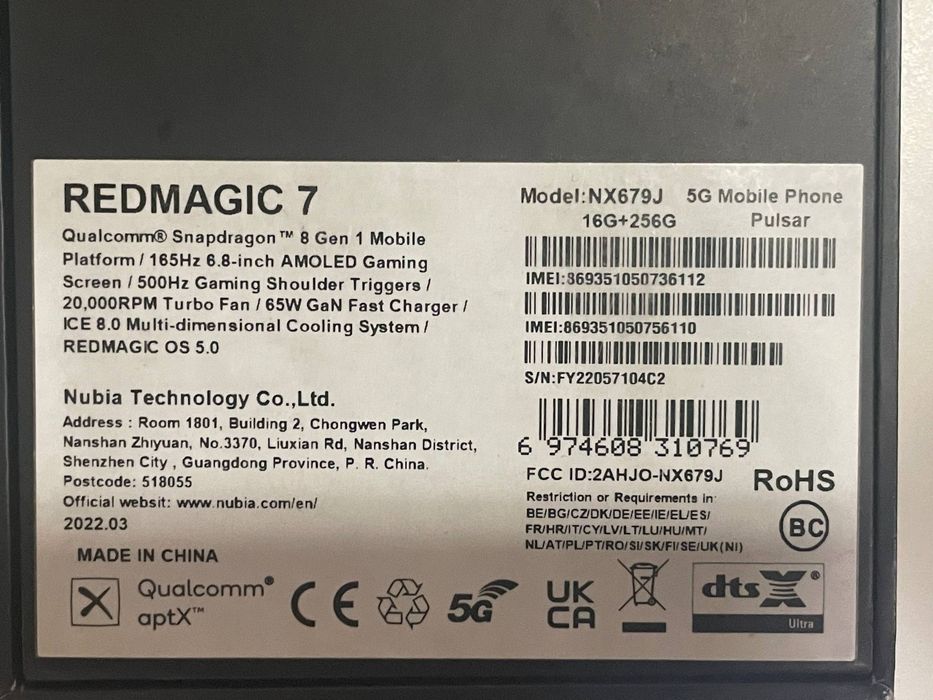 REDMAGIC 7
Qualcomm® Snapdragon™ 8 Gen 1 Mobile
Platform / 165Hz 6.8-inch AMOLED Gaming
Screen / 500Hz Gaming Shoulder Triggers /
20,000RPM Turbo Fan / 65W GaN Fast Charger /
ICE 8.0 Multi-dimensional Cooling System /
REDMAGIC OS 5.0
Nubia Technology Co.,Ltd.
Address : Room 1801, Building 2, Chongwen Park,
Nanshan Zhiyuan, No.3370, Liuxian Rd, Nanshan District,
Shenzhen City , Guangdong Province, P. R. China.
Postcode: 518055
Official websit: www.nubia.com/en/
2022.03
MADE IN CHINA
Model:NX679J 5G Mobile Phone
16G+256G Pulsar
IMEI:869351050736112
IMEI:869351050756110
S/N:FY22057104C2
6 974608 310769
FCC ID:2AHJO-NX679J
RoHS
Restriction or Requirements in:
BE/BG/CZ/DK/DE/EE/IE/EL/ES/
FR/HR/IT/CY/LV/LT/LU/HU/MT/
NL/AT/PL/PT/RO/SI/SK/FI/SE/UK(NI)
BC
Qualcomm®
aptX™
CE
5G
UK
CA
dts X®
Ultra